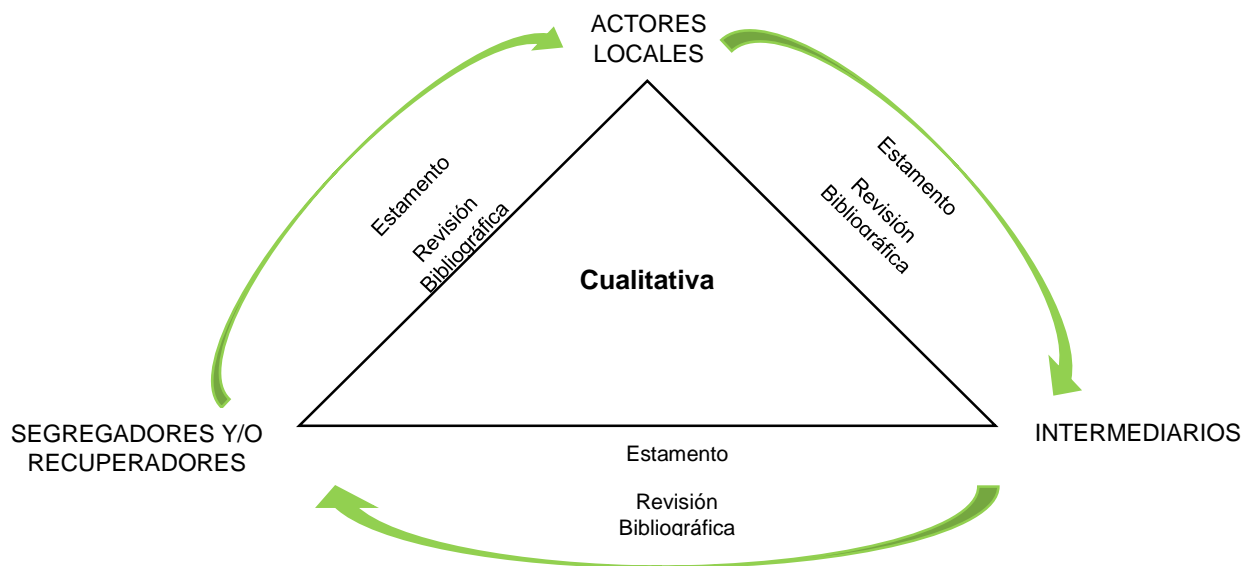 ACTORES
LOCALES
Estamento
Revisión
Bibliográfica
Estamento
Revisión
Bibliográfica
Cualitativa
SEGREGADORES Y/O
RECUPERADORES
INTERMEDIARIOS
Estamento
Revisión
Bibliográfica